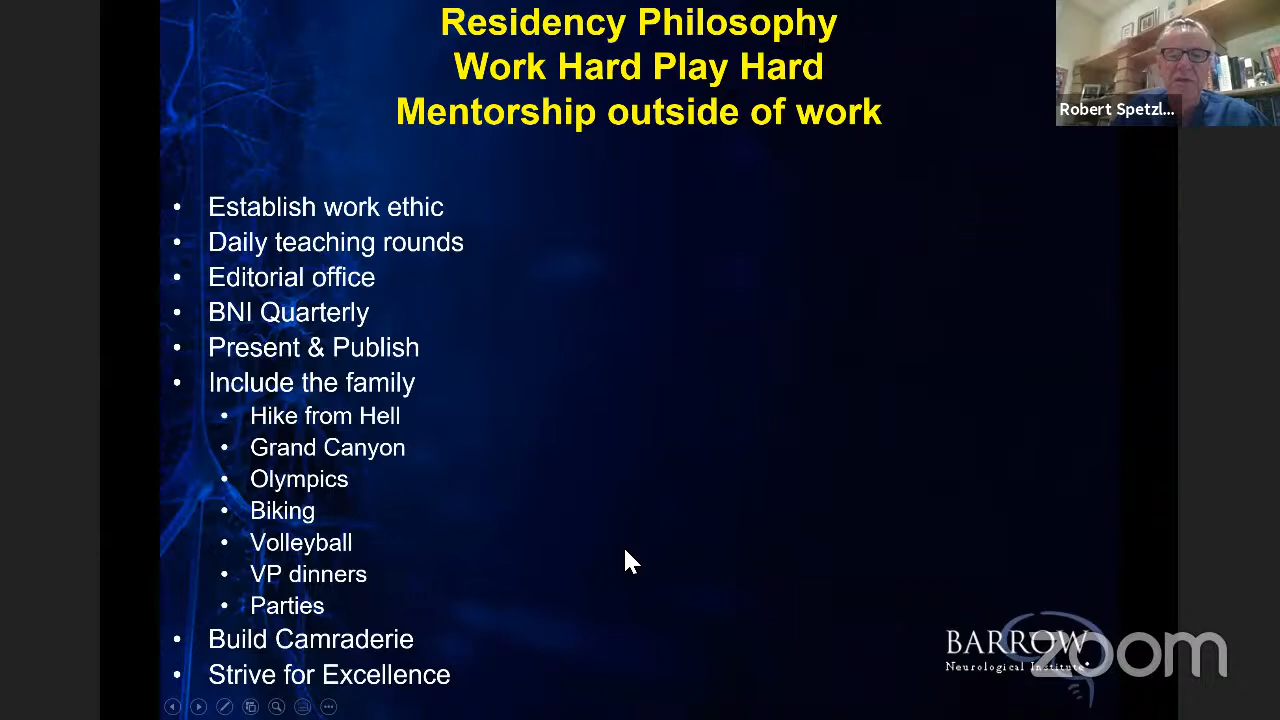 Residency Philosophy
Work Hard Play Hard
Mentorship outside of work
Robert Spetzl...
• Establish work ethic
• Daily teaching rounds
• Editorial office
• BNI Quarterly
• Present & Publish
• Include the family
• Hike from Hell
• Grand Canyon
• Olympics
• Biking
• Volleyball
• VP dinners
• Parties
• Build Camraderie
• Strive for Excellence
BARROW
Neurological Institute
zoom